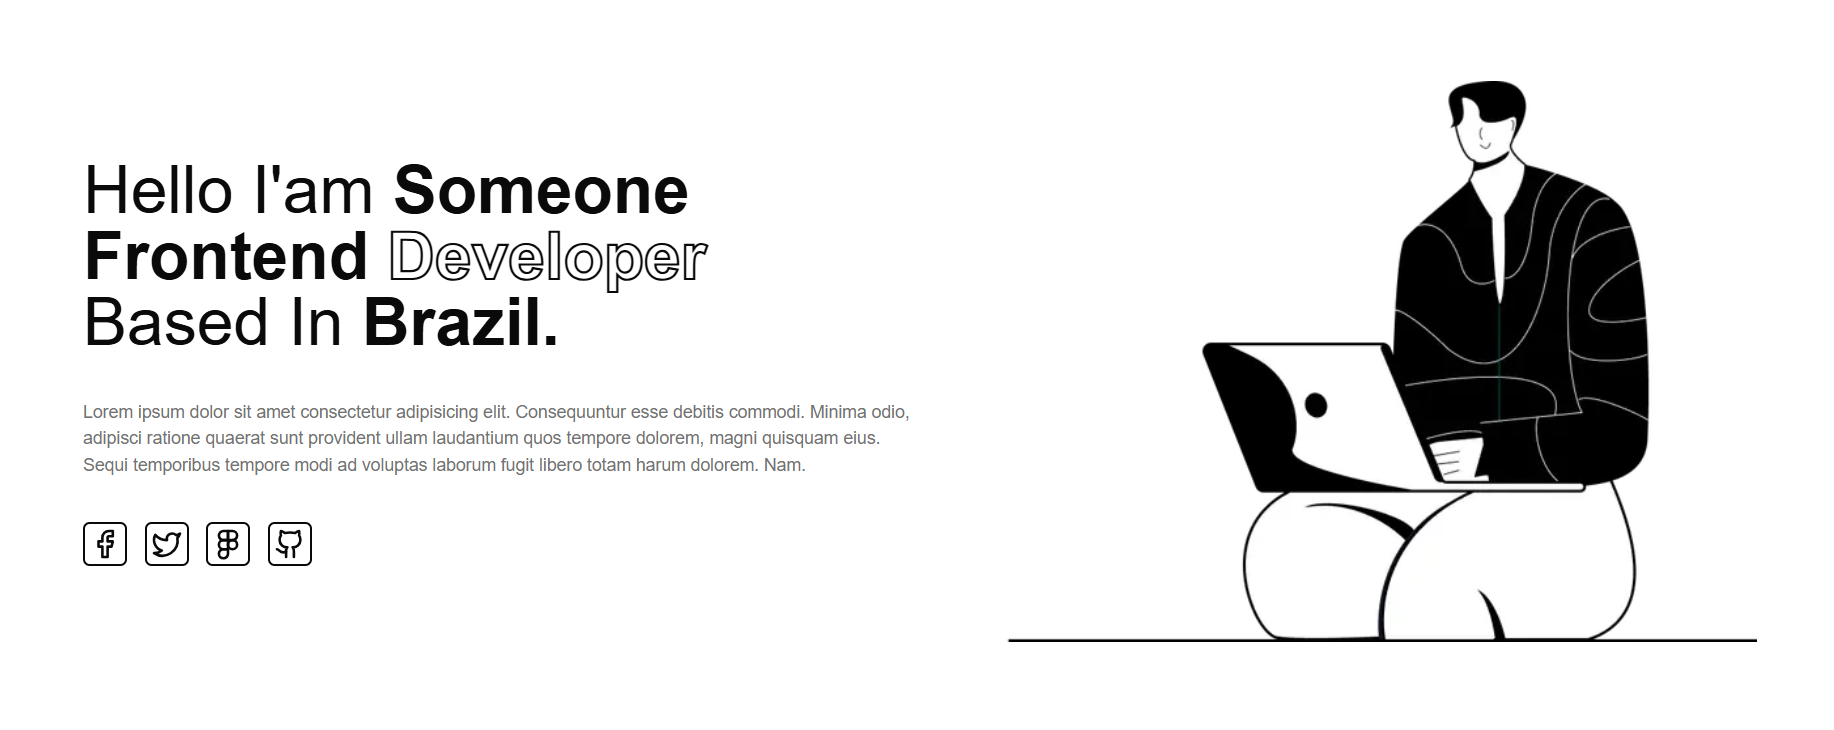 Hello I'am Someone
Frontend Developer
Based In Brazil.
Lorem ipsum dolor sit amet consectetur adipisicing elit. Consequuntur esse debitis commodi. Minima odio,
adipisci ratione quaerat sunt provident ullam laudantium quos tempore dolorem, magni quisquam eius.
Sequi temporibus tempore modi ad voluptas laborum fugit libero totam harum dolorem. Nam.